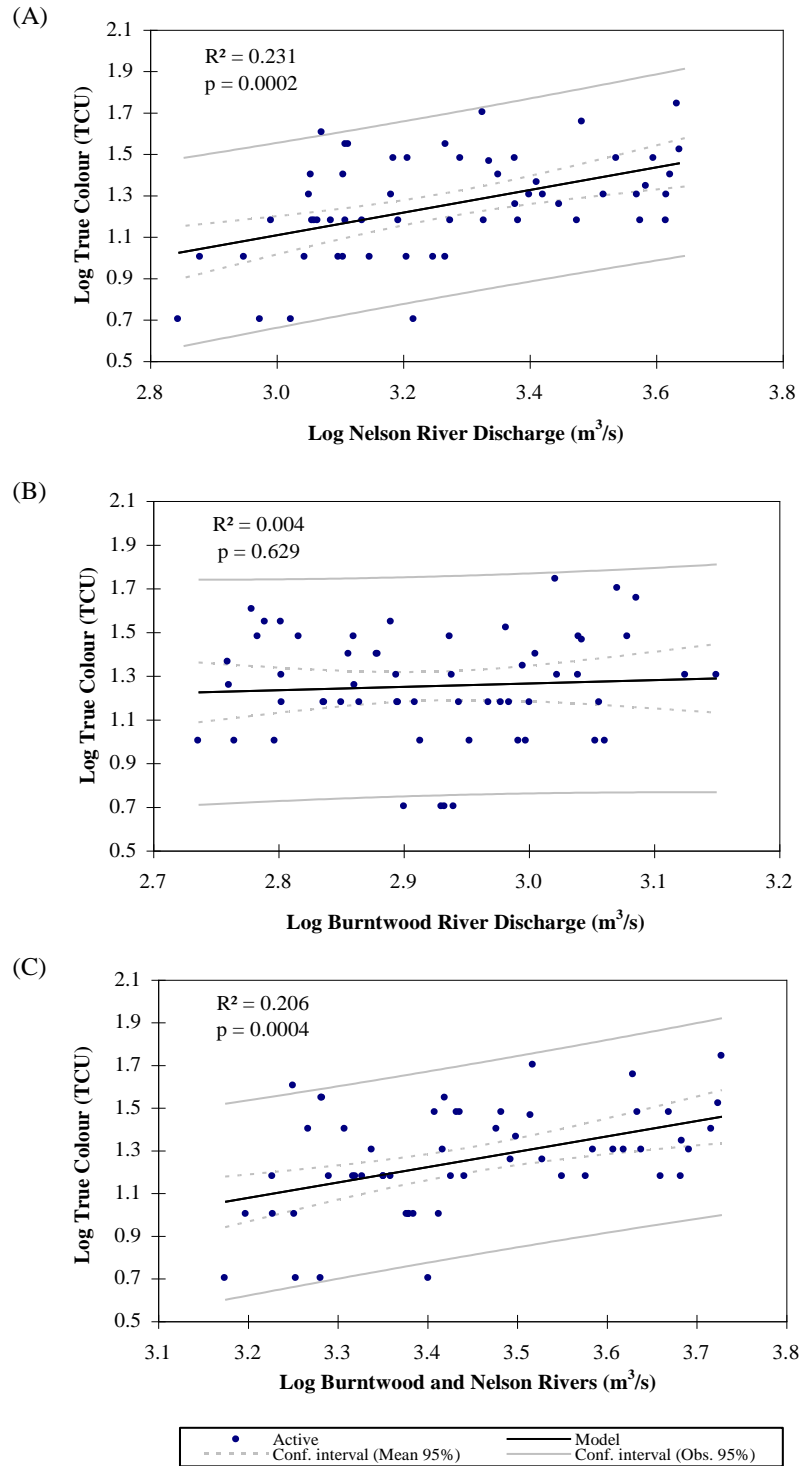 (A)
2.1
1.9
1.7
1.5
1.3
1.1
0.9
0.7
0.5
Log True Colour (TCU)
R² = 0.231
p = 0.0002
2.8 3.0 3.2 3.4 3.6 3.8
Log Nelson River Discharge (m³/s)
(B)
2.1
1.9
1.7
1.5
1.3
1.1
0.9
0.7
0.5
Log True Colour (TCU)
R² = 0.004
p = 0.629
2.7 2.8 2.9 3.0 3.1 3.2
Log Burntwood River Discharge (m³/s)
(C)
2.1
1.9
1.7
1.5
1.3
1.1
0.9
0.7
0.5
Log True Colour (TCU)
R² = 0.206
p = 0.0004
3.1 3.2 3.3 3.4 3.5 3.6 3.7 3.8
Log Burntwood and Nelson Rivers (m³/s)
Active Model
Conf. interval (Mean 95%) Conf. interval (Obs. 95%)